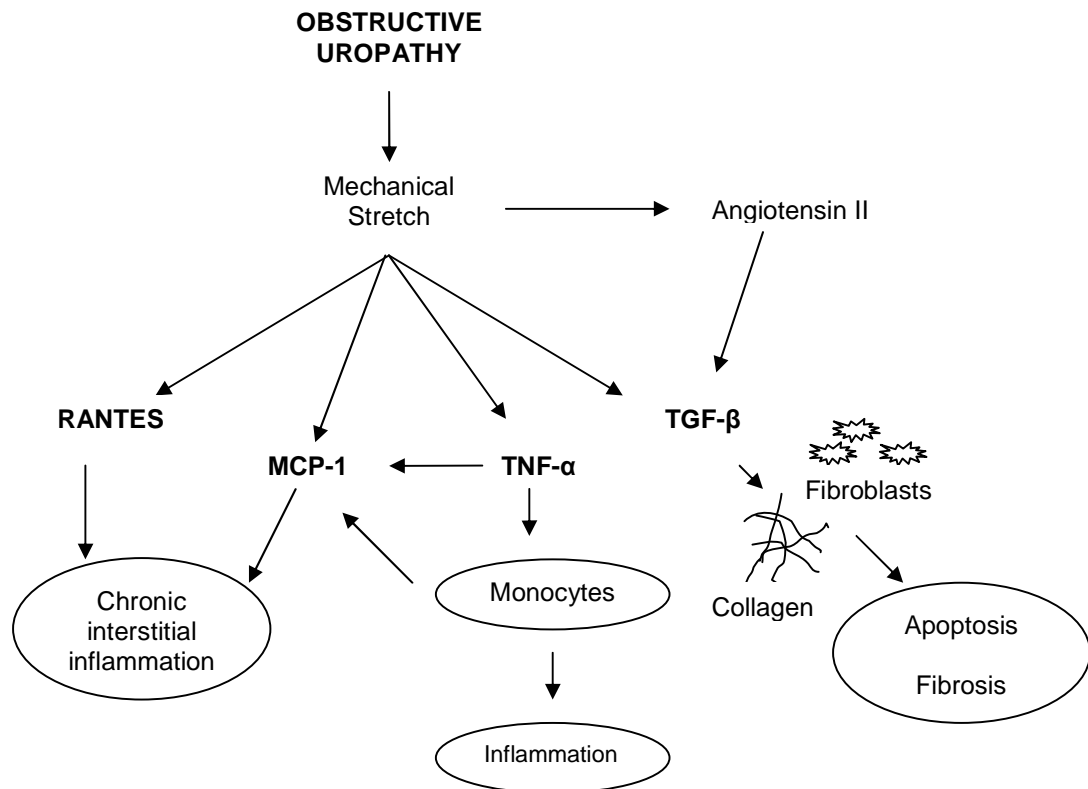 OBSTRUCTIVE
UROPATHY
Mechanical
Stretch
Angiotensin II
RANTES
TGF-β
MCP-1
TNF-α
Fibroblasts
Chronic
interstitial
inflammation
Monocytes
Collagen
Apoptosis
Fibrosis
Inflammation